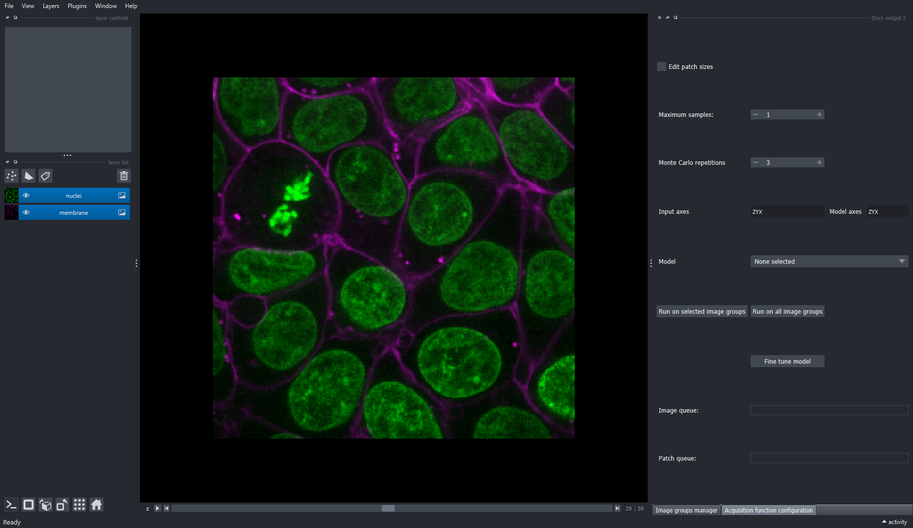 File View Layers Plugins Window Help
layer controls
Dock widget 2
Edit patch sizes
Maximum samples: − 1 +
Monte Carlo repetitions − 3 +
layer list
nuclei
membrane
Input axes ZYX Model axes ZYX
Model None selected
Run on selected image groups Run on all image groups
Fine tune model
Image queue:
Patch queue:
z 29 59
Image groups manager Acquisition function configuration
Ready
activity